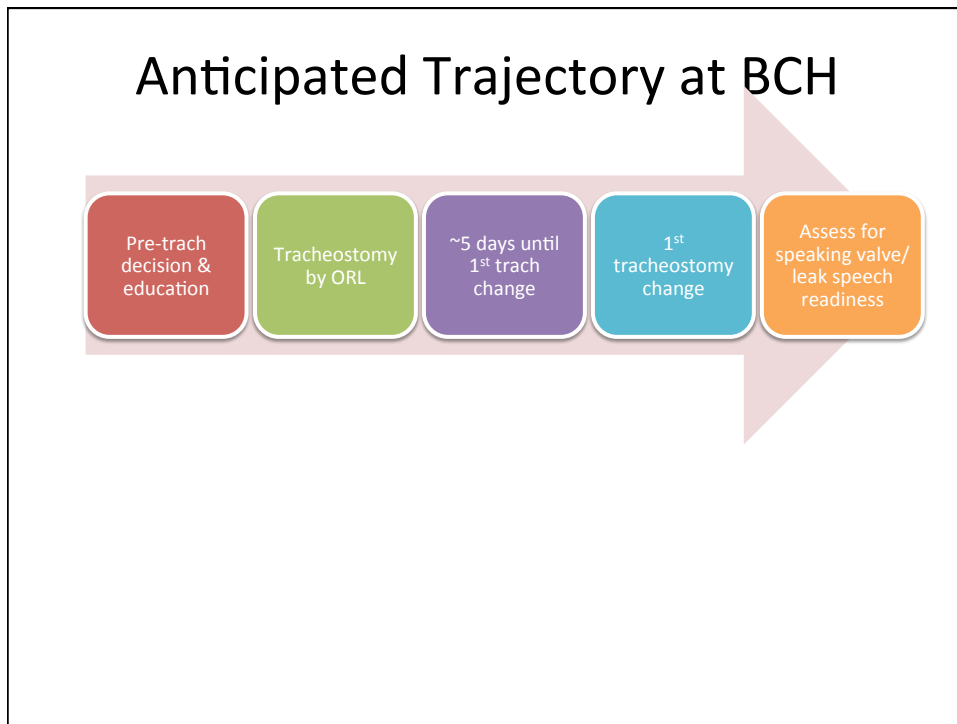 Anticipated Trajectory at BCH
Pre-trach
decision &
education
Tracheostomy
by ORL
~5 days until
1st trach
change
1st
tracheostomy
change
Assess for
speaking valve/
leak speech
readiness